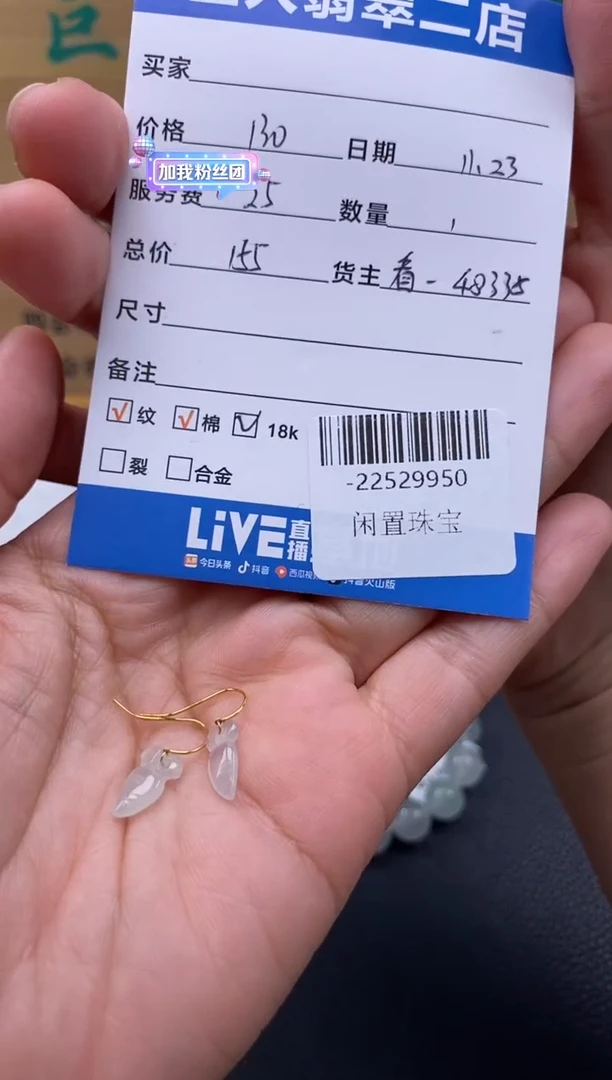 翡翠二店
买家
价格 130 日期 11.23
加我粉丝团
服务费 25 数量 1
总价 155 货主 看-48335
尺寸
备注
纹 棉 18k
裂 合金
-22529950
闲置珠宝
LiVE 直播
今日头条 抖音 西瓜视 抖音火山版